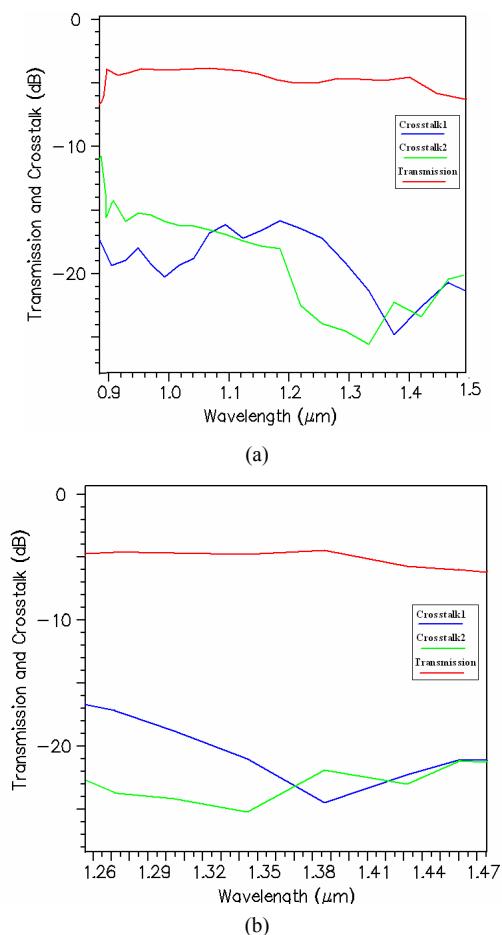 0
−10
−20
Transmission and Crosstalk (dB)
Crosstalk1
Crosstalk2
Transmission
0.9 1.0 1.1 1.2 1.3 1.4 1.5
Wavelength (μm)
(a)
0
−10
−20
Transmission and Crosstalk (dB)
Crosstalk1
Crosstalk2
Transmission
1.26 1.29 1.32 1.35 1.38 1.41 1.44 1.47
Wavelength (μm)
(b)